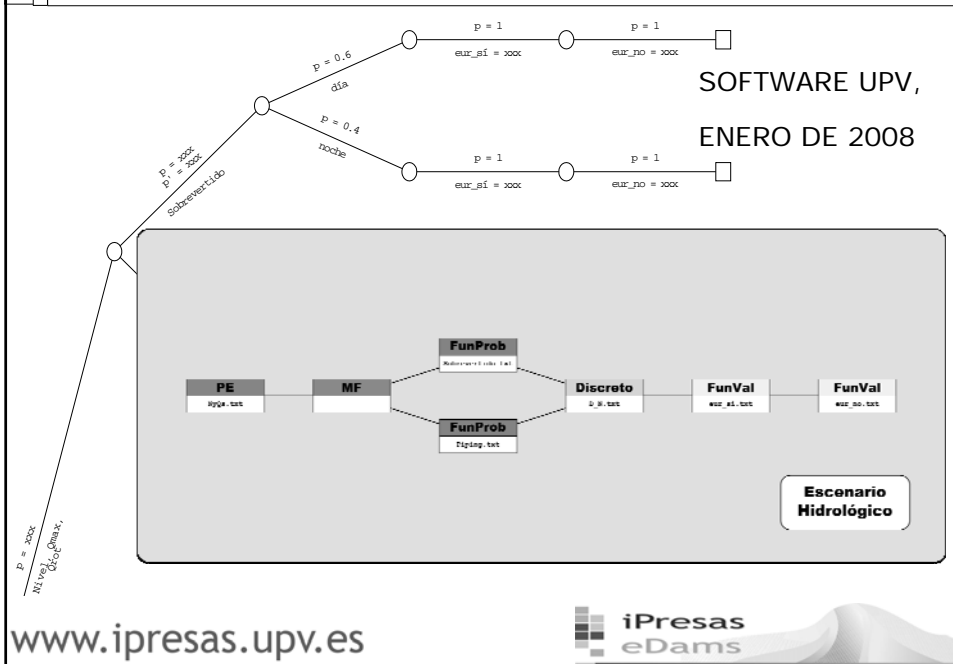 p = 1
p = 1
eur_sí = xxx
eur_no = xxx
p = 0.6
día
SOFTWARE UPV,
ENERO DE 2008
p = 0.4
noche
p = 1
p = 1
eur_sí = xxx
eur_no = xxx
p = xxx
p' = xxx
Sobrevertido
FunProb
PE
NyQs.txt
MF
Discreto
D_N.txt
FunVal
eur_sí.txt
FunVal
eur_no.txt
FunProb
Piping.txt
Escenario
Hidrológico
p = xxx
Nivel, Qmax,
Qrot
www.ipresas.upv.es
iPresas
eDams